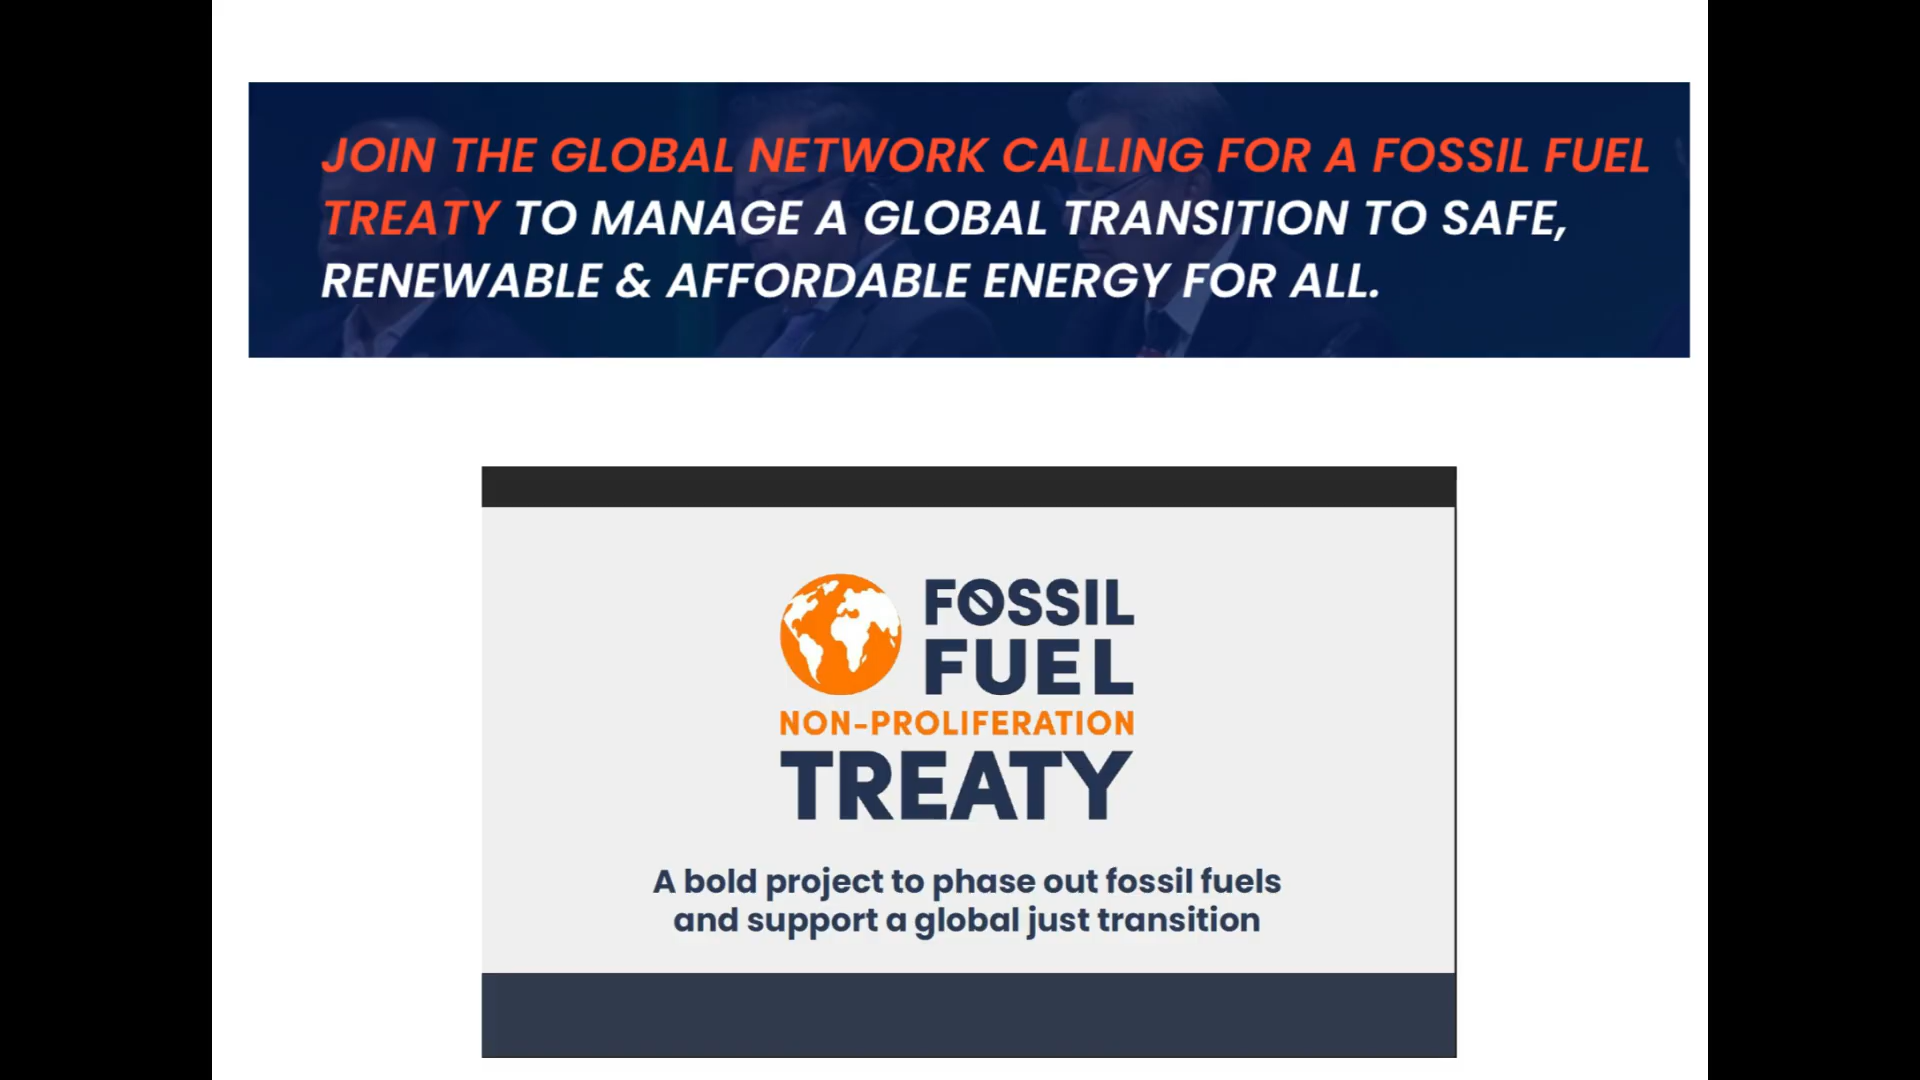 JOIN THE GLOBAL NETWORK CALLING FOR A FOSSIL FUEL
TREATY TO MANAGE A GLOBAL TRANSITION TO SAFE,
RENEWABLE & AFFORDABLE ENERGY FOR ALL.
FOSSIL
FUEL
NON-PROLIFERATION
TREATY
A bold project to phase out fossil fuels
and support a global just transition